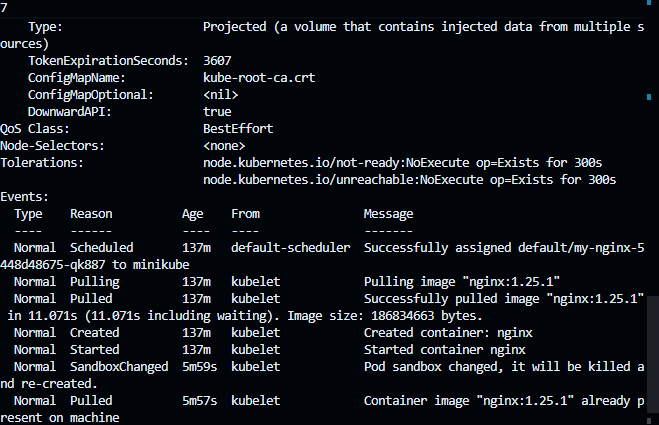 7
    Type:                    Projected (a volume that contains injected data from multiple s
ources)
    TokenExpirationSeconds:  3607
    ConfigMapName:           kube-root-ca.crt
    ConfigMapOptional:       <nil>
    DownwardAPI:             true
QoS Class:                   BestEffort
Node-Selectors:              <none>
Tolerations:                 node.kubernetes.io/not-ready:NoExecute op=Exists for 300s
                             node.kubernetes.io/unreachable:NoExecute op=Exists for 300s
Events:
  Type    Reason          Age    From               Message
  ----    ------          ----   ----               -------
  Normal  Scheduled       137m   default-scheduler  Successfully assigned default/my-nginx-5
448d48675-qk887 to minikube
  Normal  Pulling         137m   kubelet            Pulling image "nginx:1.25.1"
  Normal  Pulled          137m   kubelet            Successfully pulled image "nginx:1.25.1"
 in 11.071s (11.071s including waiting). Image size: 186834663 bytes.
  Normal  Created         137m   kubelet            Created container: nginx
  Normal  Started         137m   kubelet            Started container nginx
  Normal  SandboxChanged  5m59s  kubelet            Pod sandbox changed, it will be killed a
nd re-created.
  Normal  Pulled          5m57s  kubelet            Container image "nginx:1.25.1" already p
resent on machine